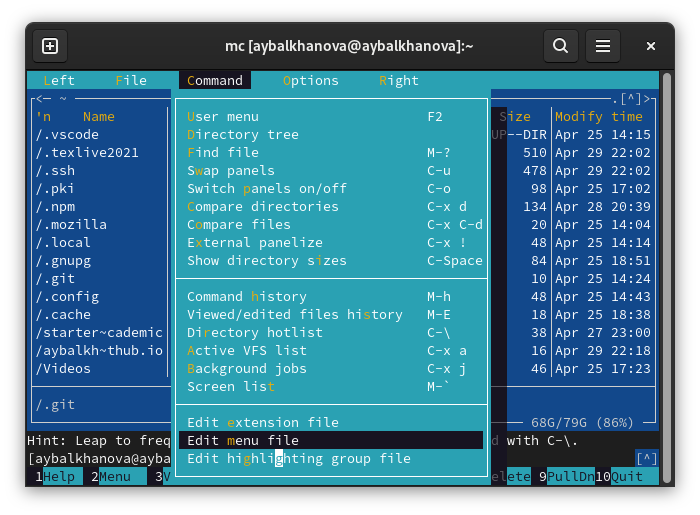 mc [aybalkhanova@aybalkhanova]:~
Left File Command Options Right
<─ ~ .[^]>
'n Name Size Modify time
User menu F2
/.vscode Directory tree UP--DIR Apr 25 14:15
/.texlive2021 Find file M-? 510 Apr 29 22:02
/.ssh Swap panels C-u 478 Apr 29 22:02
/.pki Switch panels on/off C-o 98 Apr 25 17:02
/.npm Compare directories C-x d 134 Apr 28 20:39
/.mozilla Compare files C-x C-d 20 Apr 25 14:04
/.local External panelize C-x ! 48 Apr 25 14:14
/.gnupg Show directory sizes C-Space 84 Apr 25 18:51
/.git 10 Apr 25 14:24
/.config Command history M-h 48 Apr 25 14:43
/.cache Viewed/edited files history M-E 18 Apr 25 18:38
/starter~cademic Directory hotlist C-\ 38 Apr 27 23:00
/aybalkh~thub.io Active VFS list C-x a 16 Apr 29 22:18
/Videos Background jobs C-x j 46 Apr 25 17:23
Screen list M-`
/.git
Edit extension file 68G/79G (86%)
Hint: Leap to freq Edit menu file d with C-\.
[aybalkhanova@ayba Edit highlighting group file [^]
1Help 2Menu 3V elete 9PullDn 10Quit